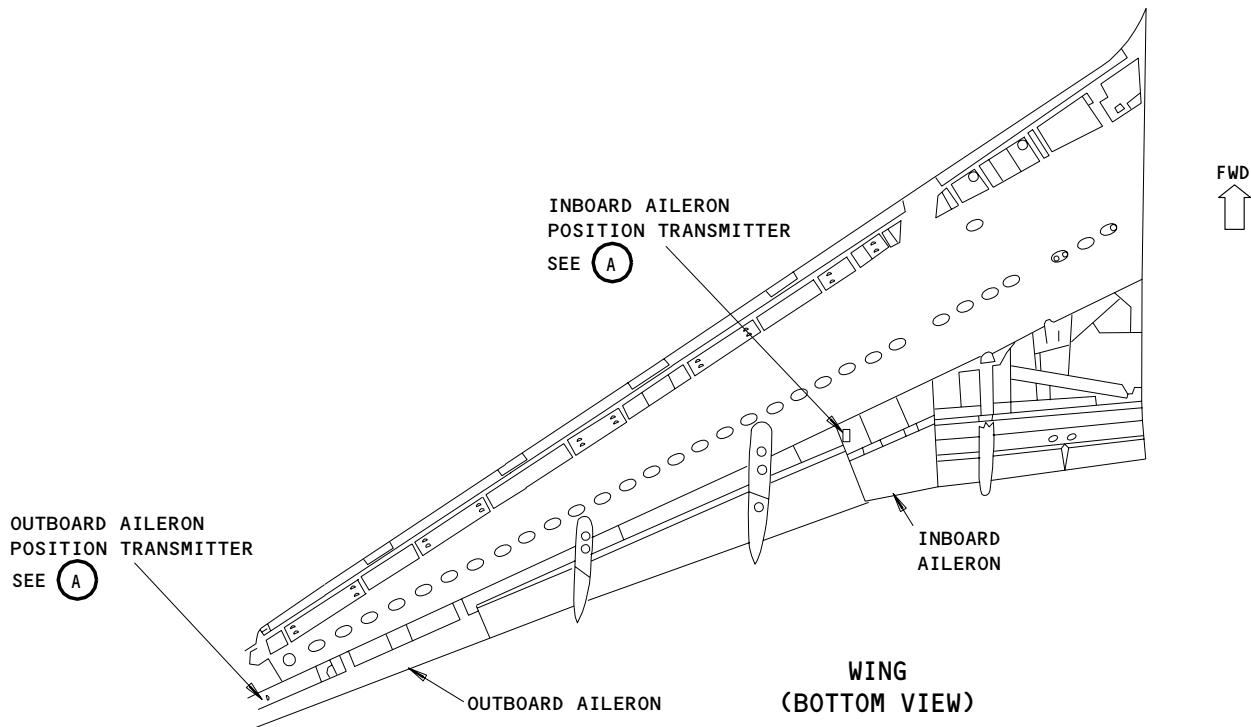 INBOARD AILERON
POSITION TRANSMITTER
SEE A
FWD
OUTBOARD AILERON
POSITION TRANSMITTER
SEE A
INBOARD
AILERON
OUTBOARD AILERON
WING
(BOTTOM VIEW)